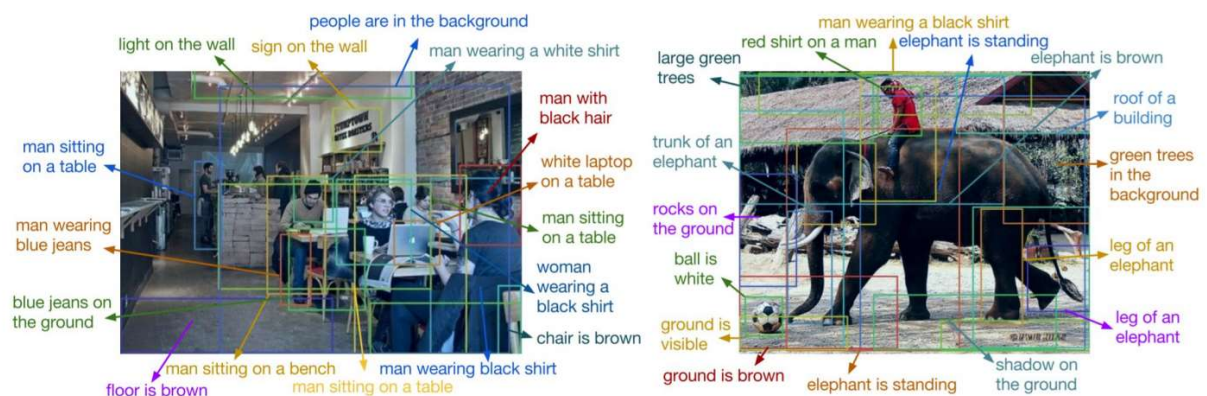 people are in the background
light on the wall
sign on the wall
man wearing a white shirt
man with
black hair
man sitting
on a table
white laptop
on a table
man wearing
blue jeans
man sitting
on a table
woman
wearing a
black shirt
blue jeans on
the ground
chair is brown
man sitting on a bench
man wearing black shirt
floor is brown
man sitting on a table
STUMPTOWN
COFFEE ROASTERS
man wearing a black shirt
red shirt on a man
elephant is standing
large green
trees
elephant is brown
roof of a
building
trunk of an
elephant
green trees
in the
background
rocks on
the ground
leg of an
elephant
ball is
white
leg of an
elephant
ground is
visible
shadow on
the ground
ground is brown
elephant is standing